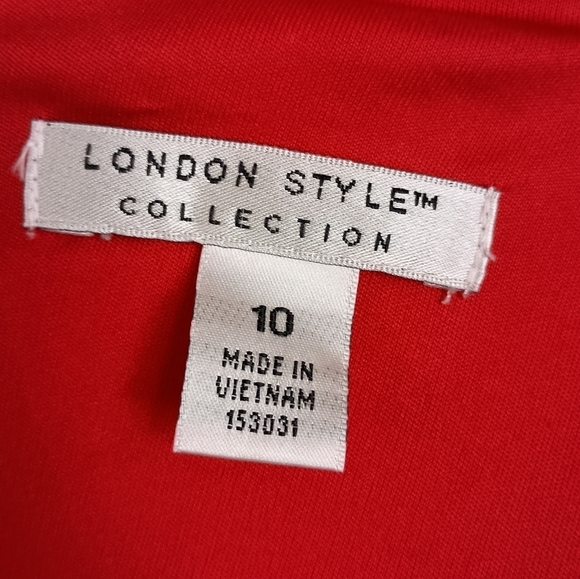 LONDON STYLE™
COLLECTION
10
MADE IN
VIETNAM
153031